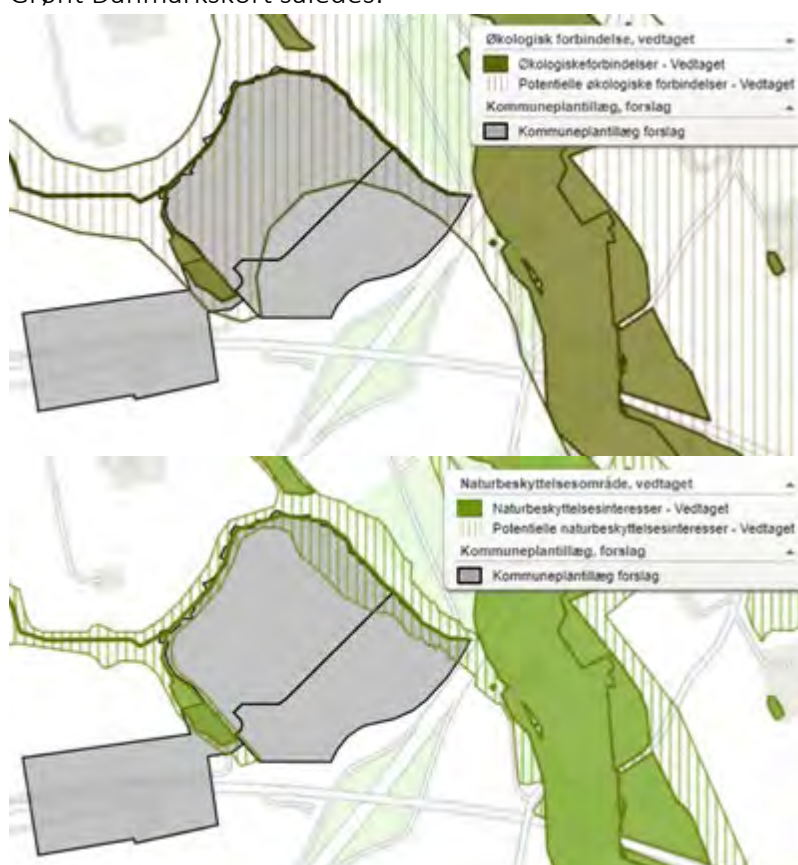 Grønt Danmarkskort således:
Økologisk forbindelse, vedtaget
Økologiskeforbindelser - Vedtaget
Potentielle økologiske forbindelser - Vedtaget
Kommuneplantillæg, forslag
Kommuneplantillæg forslag
Naturbeskyttelsesområde, vedtaget
Naturbeskyttelsesinteresser - Vedtaget
Potentielle naturbeskyttelsesinteresser - Vedtaget
Kommuneplantillæg, forslag
Kommuneplantillæg forslag